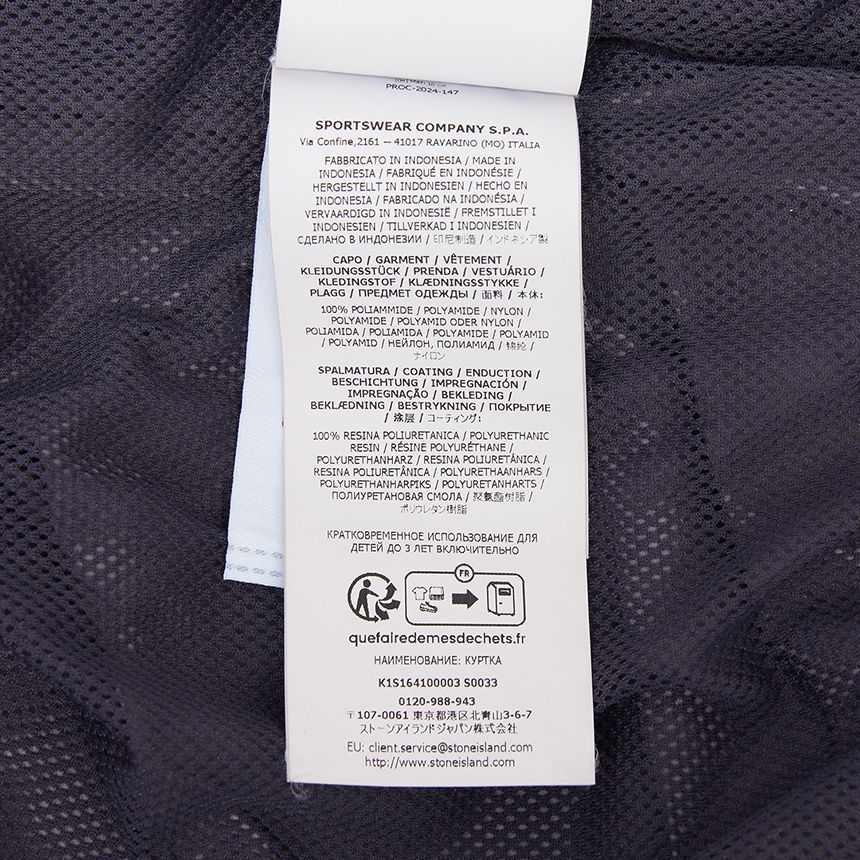 PROC-2024-147
SPORTSWEAR COMPANY S.P.A.
Via Confine,2161 — 41017 RAVARINO (MO) ITALIA
FABBRICATO IN INDONESIA / MADE IN
INDONESIA / FABRIQUÉ EN INDONÉSIE /
HERGESTELLT IN INDONESIEN / HECHO EN
INDONESIA / FABRICADO NA INDONÉSIA /
VERVAARDIGD IN INDONESIË / FREMSTILLET I
INDONESIEN / TILLVERKAD I INDONESIEN /
СДЕЛАНО В ИНДОНЕЗИИ / 印尼制造 / インドネシア製
CAPO / GARMENT / VÊTEMENT /
KLEIDUNGSSTÜCK / PRENDA / VESTUÁRIO /
KLEDINGSTOF / KLÆDNINGSSTYKKE /
PLAGG / ПРЕДМЕТ ОДЕЖДЫ / 面料 / 本体:
100% POLIAMMIDE / POLYAMIDE / NYLON /
POLYAMIDE / POLYAMID ODER NYLON /
POLIAMIDA / POLIAMIDA / POLYAMIDE / POLYAMID
/ POLYAMID / НЕЙЛОН, ПОЛИАМИД / 锦纶 /
ナイロン
SPALMATURA / COATING / ENDUCTION /
BESCHICHTUNG / IMPREGNACIÓN /
IMPREGNAÇÃO / BEKLEDING /
BEKLÆDNING / BESTRYKNING / ПОКРЫТИЕ
/ 涂层 / コーティング:
100% RESINA POLIURETANICA / POLYURETHANIC
RESIN / RÉSINE POLYURÉTHANE /
POLYURETHANHARZ / RESINA POLIURETÁNICA /
RESINA POLIURETÂNICA / POLYURETHAANHARS /
POLYURETHANHARPIKS / POLYURETANHARTS /
ПОЛИУРЕТАНОВАЯ СМОЛА / 聚氨酯树脂 /
ポリウレタン樹脂
КРАТКОВРЕМЕННОЕ ИСПОЛЬЗОВАНИЕ ДЛЯ
ДЕТЕЙ ДО 3 ЛЕТ ВКЛЮЧИТЕЛЬНО
FR
quefairedemesdechets.fr
НАИМЕНОВАНИЕ: КУРТКА
K1S164100003 S0033
0120-988-943
〒107-0061 東京都港区北青山3-6-7
ストーンアイランドジャパン株式会社
EU: client.service@stoneisland.com
http://www.stoneisland.com